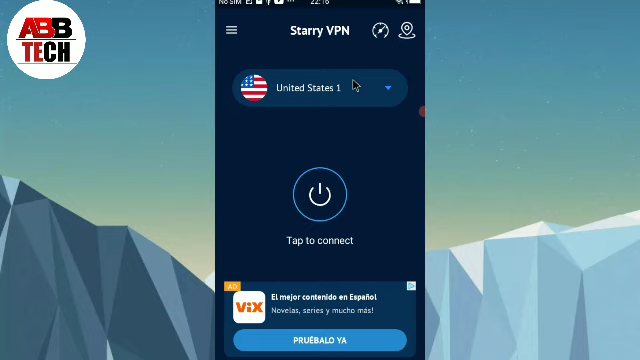 ABB
TECH
No SIM
22:16
Starry VPN
United States 1
Tap to connect
AD
ViX
El mejor contenido en Español
Novelas, series y mucho más!
PRUÉBALO YA